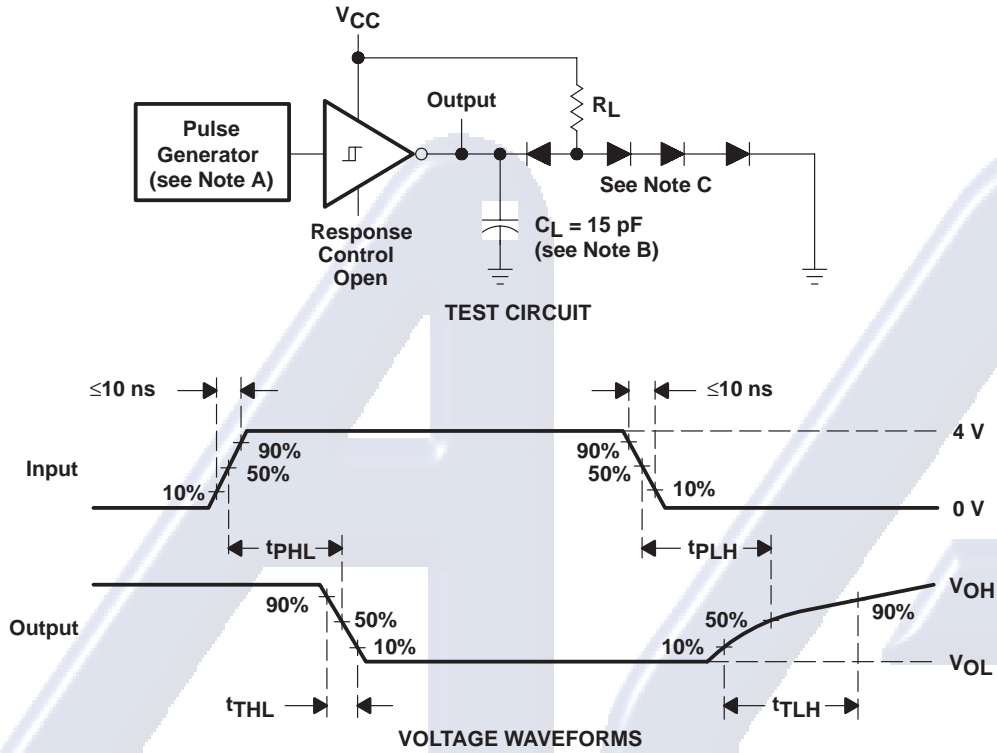 VCC
Output
RL
Pulse
Generator
(see Note A)
See Note C
Response
Control
Open
CL = 15 pF
(see Note B)
TEST CIRCUIT
≤10 ns
≤10 ns
4 V
90%
90%
Input
50%
50%
10%
10%
0 V
tPHL
tPLH
VOH
90%
90%
Output
50%
50%
10%
10%
VOL
tTHL
tTLH
VOLTAGE WAVEFORMS